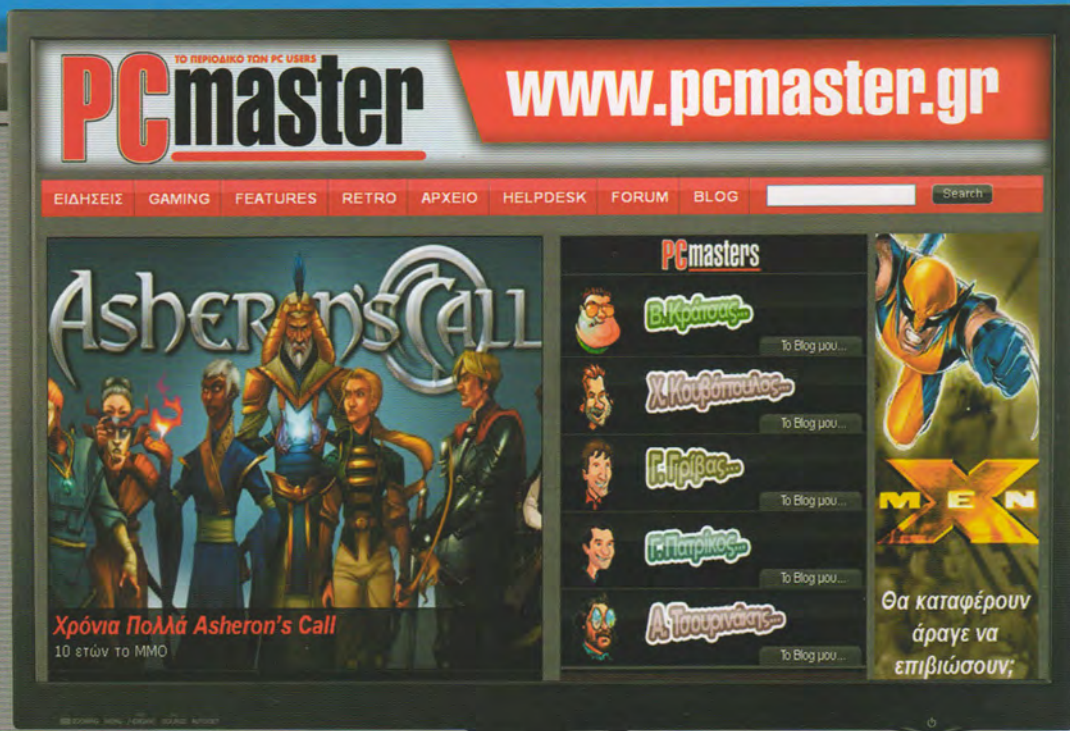 ΤΟ ΠΕΡΙΟΔΙΚΟ ΤΩΝ PC USERS
PCmaster
www.pcmaster.gr
ΕΙΔΗΣΕΙΣ GAMING FEATURES RETRO ΑΡΧΕΙΟ HELPDESK FORUM BLOG Search
ASHERON'S CALL
Χρόνια Πολλά Asheron's Call
10 ετών το MMO
PCmasters
Β. Κράτσας...
Το Blog μου...
Χ. Κουβόπουλος...
Το Blog μου...
Γ. Γρίβας...
Το Blog μου...
Γ. Πατρίκος...
Το Blog μου...
Α. Τσουρινάκης...
Το Blog μου...
X
MEN
Θα καταφέρουν
άραγε να
επιβιώσουν;